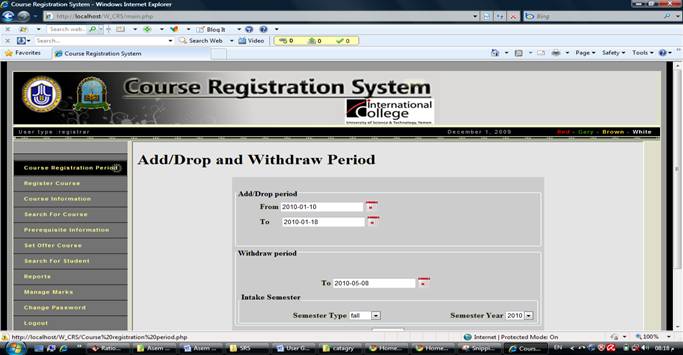 Course Registration System - Windows Internet Explorer
http://localhost/W_CRS/main.php
Bing
Search web...
Blog It
Search...
Search Web
Video
0
0
0
Favorites
Course Registration System
Page
Safety
Tools
Course Registration System
International
College
University of Science & Technology, Yemen
User type :registrar
December 1, 2009
Red - Gary - Brown - White
Course Registration Period
Register Course
Course Information
Search For Course
Prerequisite Information
Set Offer Course
Search For Student
Reports
Manage Marks
Change Password
Logout
Add/Drop and Withdraw Period
Add/Drop period
From 2010-01-10
To 2010-01-18
Withdraw period
To 2010-05-08
Intake Semester
Semester Type fall
Semester Year 2010
http://localhost/W_CRS/Course%20registration%20period.php
Internet | Protected Mode: On
100%
Ratio...
Asem ...
Asem ...
SRS
User G...
catagry
Home...
Home...
Snippi...
Cours...
EN
08:18 م